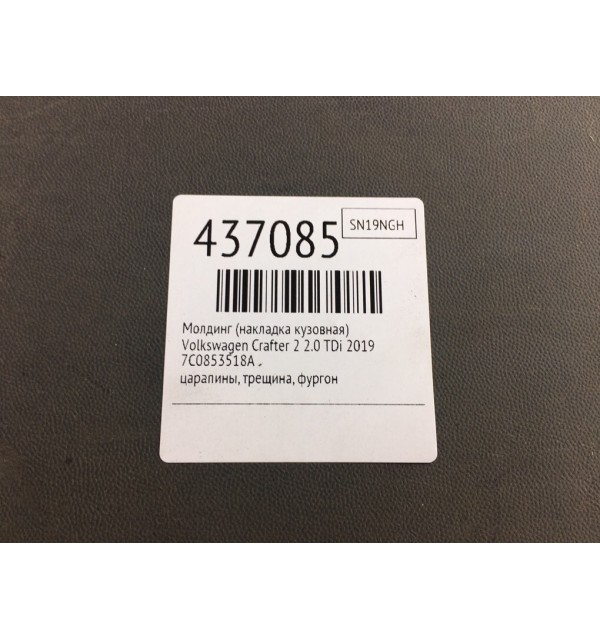 437085
SN19NGH
Молдинг (накладка кузовная)
Volkswagen Crafter 2 2.0 TDi 2019
7C0853518A
царапины, трещина, фургон